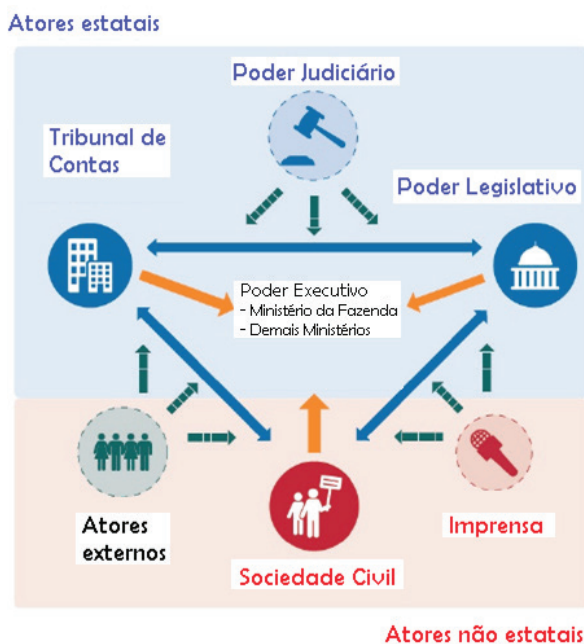 Atores estatais
Poder Judiciário
Tribunal de
Contas
Poder Legislativo
Poder Executivo
- Ministério da Fazenda
- Demais Ministérios
Atores
externos
Imprensa
Sociedade Civil
Atores não estatais